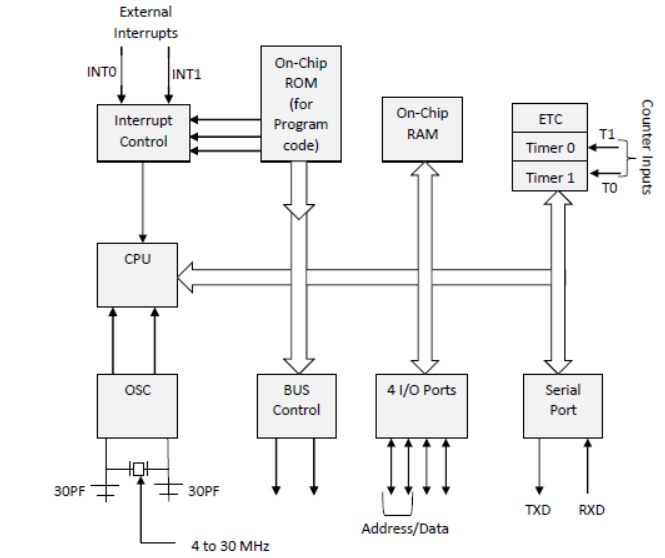 External
Interrupts
INT0
INT1
On-Chip
ROM
(for
Program
code)
Interrupt
Control
On-Chip
RAM
ETC
Timer 0
Timer 1
T1
T0
Counter Inputs
CPU
OSC
BUS
Control
4 I/O Ports
Serial
Port
30PF
30PF
4 to 30 MHz
Address/Data
TXD
RXD